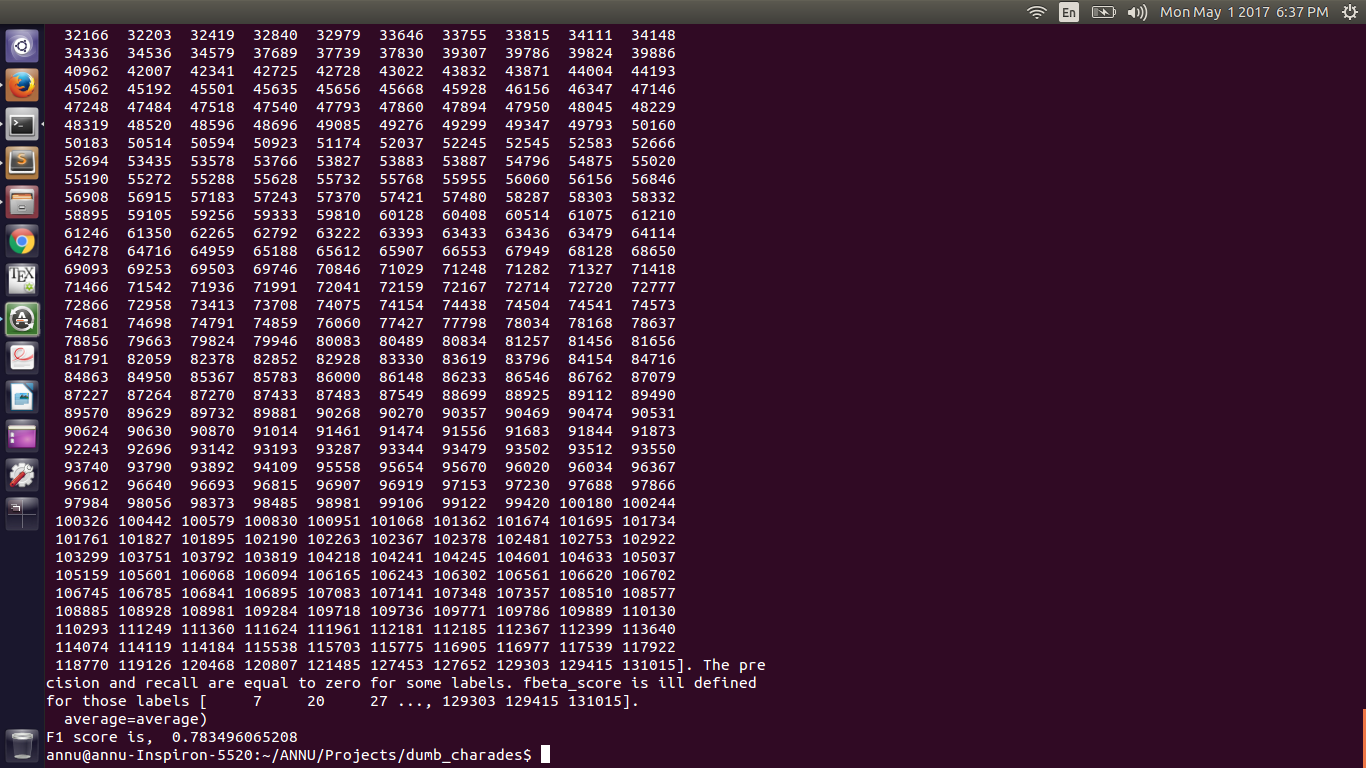 En
Mon May 1 2017 6:37 PM
32166 32203 32419 32840 32979 33646 33755 33815 34111 34148
34336 34536 34579 37689 37739 37830 39307 39786 39824 39886
40962 42007 42341 42725 42728 43022 43832 43871 44004 44193
45062 45192 45501 45635 45656 45668 45928 46156 46347 47146
47248 47484 47518 47540 47793 47860 47894 47950 48045 48229
48319 48520 48596 48696 49085 49276 49299 49347 49793 50160
50183 50514 50594 50923 51174 52037 52245 52545 52583 52666
52694 53435 53578 53766 53827 53883 53887 54796 54875 55020
55190 55272 55288 55628 55732 55768 55955 56060 56156 56846
56908 56915 57183 57243 57370 57421 57480 58287 58303 58332
58895 59105 59256 59333 59810 60128 60408 60514 61075 61210
61246 61350 62265 62792 63222 63393 63433 63436 63479 64114
64278 64716 64959 65188 65612 65907 66553 67949 68128 68650
69093 69253 69503 69746 70846 71029 71248 71282 71327 71418
71466 71542 71936 71991 72041 72159 72167 72714 72720 72777
72866 72958 73413 73708 74075 74154 74438 74504 74541 74573
74681 74698 74791 74859 76060 77427 77798 78034 78168 78637
78856 79663 79824 79946 80083 80489 80834 81257 81456 81656
81791 82059 82378 82852 82928 83330 83619 83796 84154 84716
84863 84950 85367 85783 86000 86148 86233 86546 86762 87079
87227 87264 87270 87433 87483 87549 88699 88925 89112 89490
89570 89629 89732 89881 90268 90270 90357 90469 90474 90531
90624 90630 90870 91014 91461 91474 91556 91683 91844 91873
92243 92696 93142 93193 93287 93344 93479 93502 93512 93550
93740 93790 93892 94109 95558 95654 95670 96020 96034 96367
96612 96640 96693 96815 96907 96919 97153 97230 97688 97866
97984 98056 98373 98485 98981 99106 99122 99420 100180 100244
100326 100442 100579 100830 100951 101068 101362 101674 101695 101734
101761 101827 101895 102190 102263 102367 102378 102481 102753 102922
103299 103751 103792 103819 104218 104241 104245 104601 104633 105037
105159 105601 106068 106094 106165 106243 106302 106561 106620 106702
106745 106785 106841 106895 107083 107141 107348 107357 108510 108577
108885 108928 108981 109284 109718 109736 109771 109786 109889 110130
110293 111249 111360 111624 111961 112181 112185 112367 112399 113640
114074 114119 114184 115538 115703 115775 116905 116977 117539 117922
118770 119126 120468 120807 121485 127453 127652 129303 129415 131015]. The pre
cision and recall are equal to zero for some labels. fbeta_score is ill defined
for those labels [ 7 20 27 ..., 129303 129415 131015].
average=average)
F1 score is, 0.783496065208
annu@annu-Inspiron-5520:~/ANNU/Projects/dumb_charades$
TEX